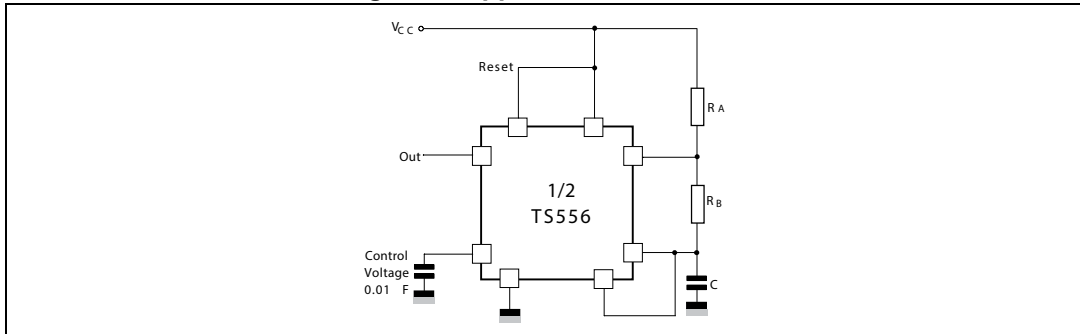 VCC
Reset
RA
Out
1/2
TS556
RB
Control
Voltage
0.01 F
C